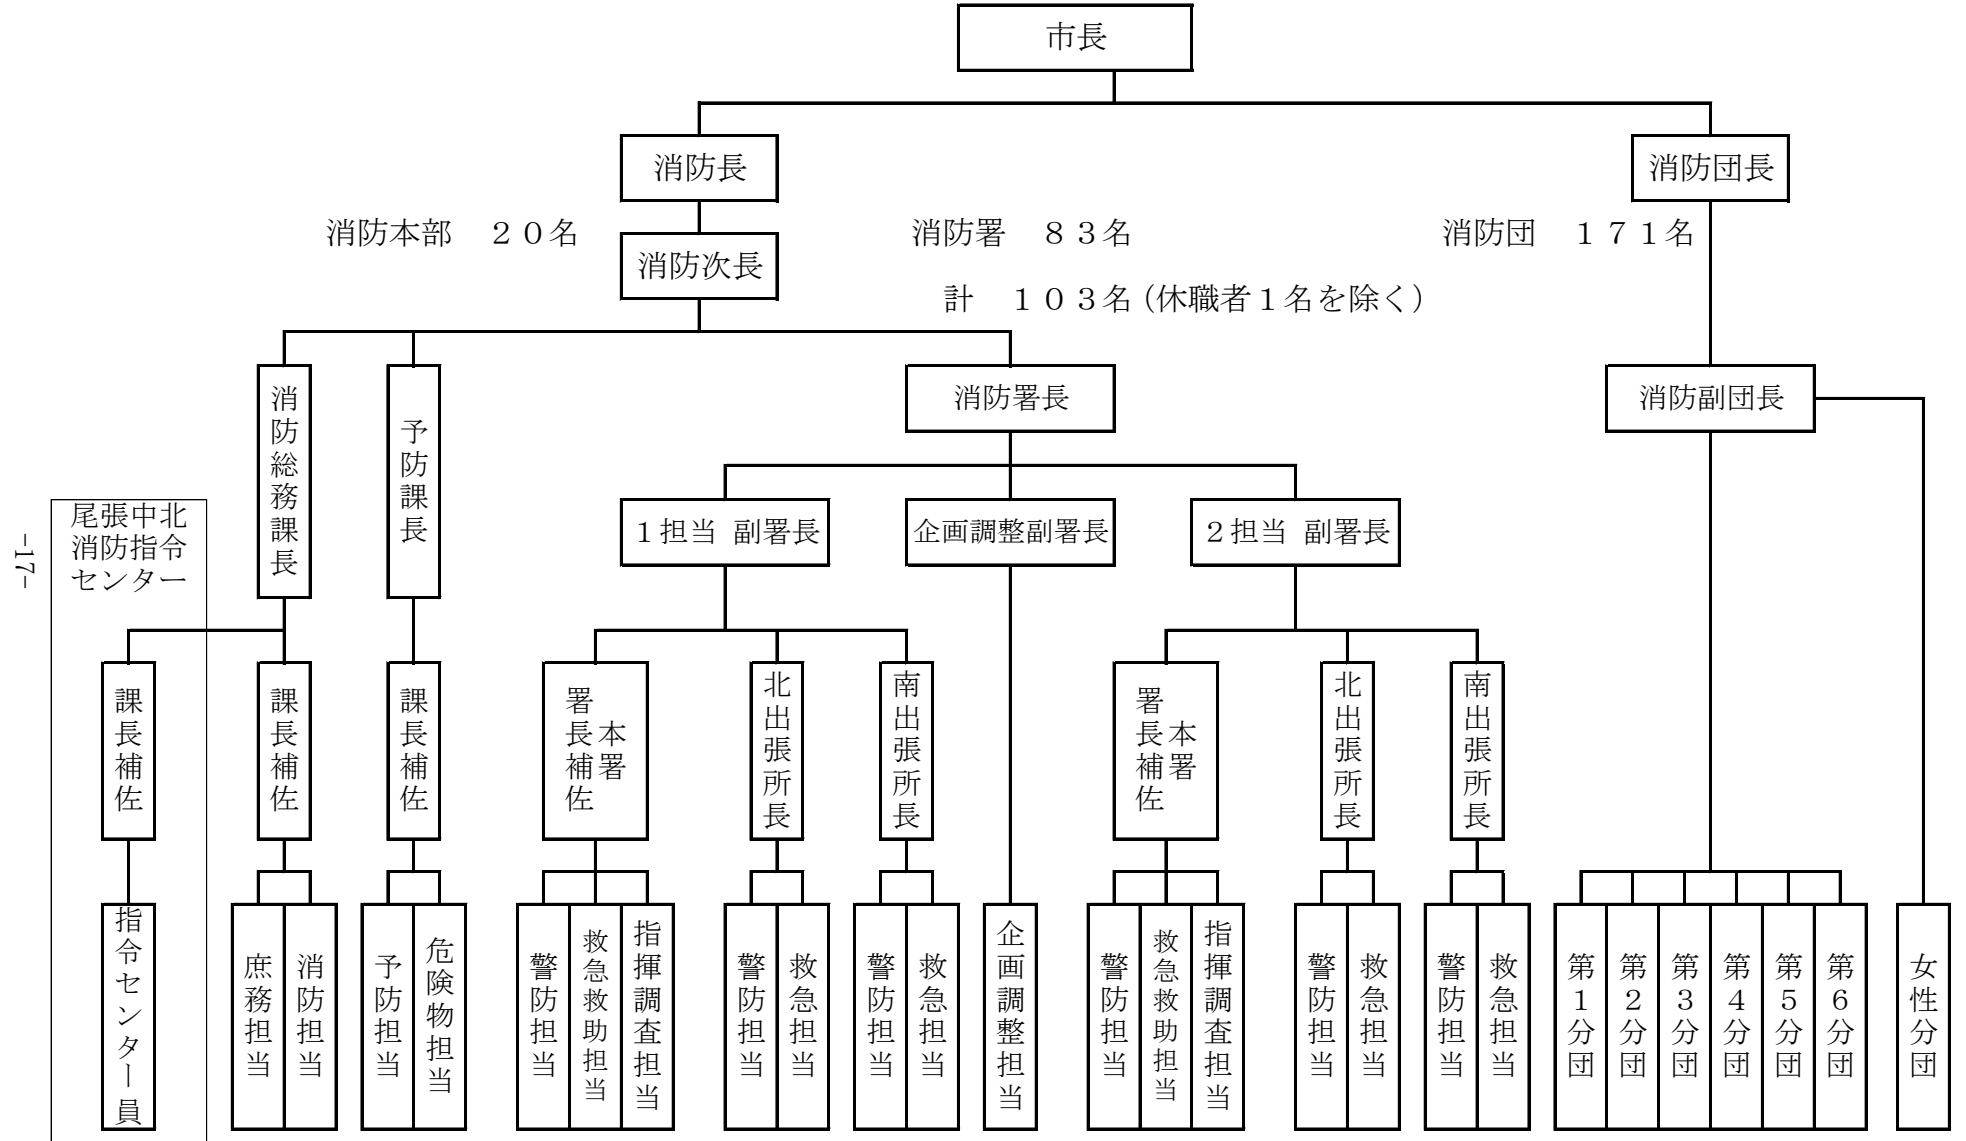 市長
消防長
消防団長
消防本部　２０名
消防署　８３名
消防団　１７１名
消防次長
計　１０３名（休職者１名を除く）
消防総務課長
予防課長
消防署長
消防副団長
尾張中北
消防指令
センター
１担当 副署長
企画調整副署長
２担当 副署長
-17-
課長補佐
課長補佐
課長補佐
本署
署長補佐
北出張所長
南出張所長
本署
署長補佐
北出張所長
南出張所長
指令センター員
庶務担当
消防担当
予防担当
危険物担当
警防担当
救急救助担当
指揮調査担当
警防担当
救急担当
警防担当
救急担当
企画調整担当
警防担当
救急救助担当
指揮調査担当
警防担当
救急担当
警防担当
救急担当
第１分団
第２分団
第３分団
第４分団
第５分団
第６分団
女性分団